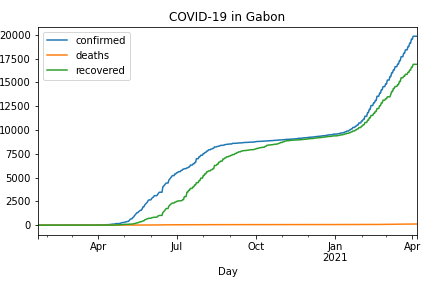 COVID-19 in Gabon
confirmed
deaths
recovered
20000
17500
15000
12500
10000
7500
5000
2500
0
Apr Jul Oct Jan Apr
2021
Day